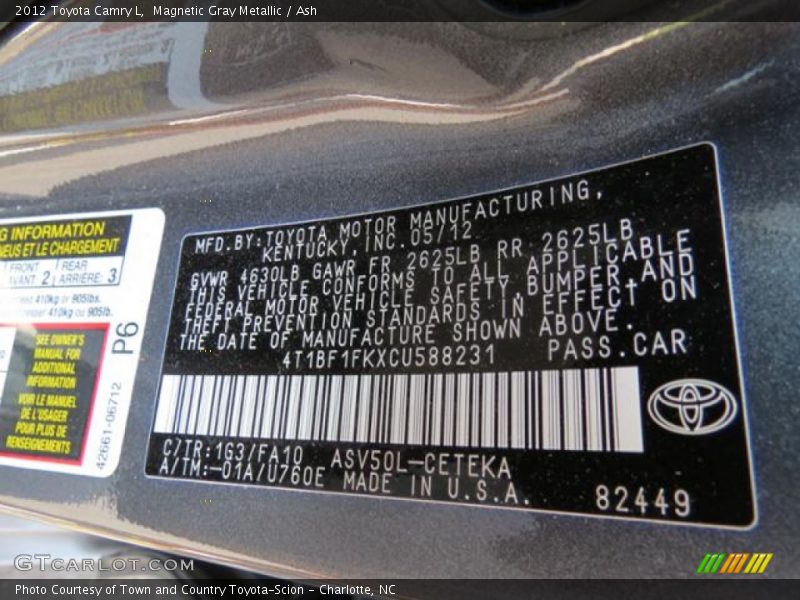 2012 Toyota Camry L, Magnetic Gray Metallic / Ash
G INFORMATION
NEUS ET LE CHARGEMENT
FRONT
AVANT 2
REAR
ARRIÈRE: 3
410kg or 905lbs.
410kg ou 905lb.
SEE OWNER'S
MANUAL FOR
ADDITIONAL
INFORMATION
VOIR LE MANUEL
DE L'USAGER
POUR PLUS DE
RENSEIGNEMENTS
P6
42661-06712
MFD.BY:TOYOTA MOTOR MANUFACTURING,
KENTUCKY, INC.05/12
GVWR 4630LB GAWR FR 2625LB RR 2625LB
THIS VEHICLE CONFORMS TO ALL APPLICABLE
FEDERAL MOTOR VEHICLE SAFETY BUMPER AND
THEFT PREVENTION STANDARDS IN EFFECT ON
THE DATE OF MANUFACTURE SHOWN ABOVE.
4T1BF1FKXCU588231 PASS.CAR
C/TR:1G3/FA10 ASV50L-CETEKA
A/TM:-01A/U760E MADE IN U.S.A.
82449
GTCARLOT.COM
Photo Courtesy of Town and Country Toyota-Scion - Charlotte, NC